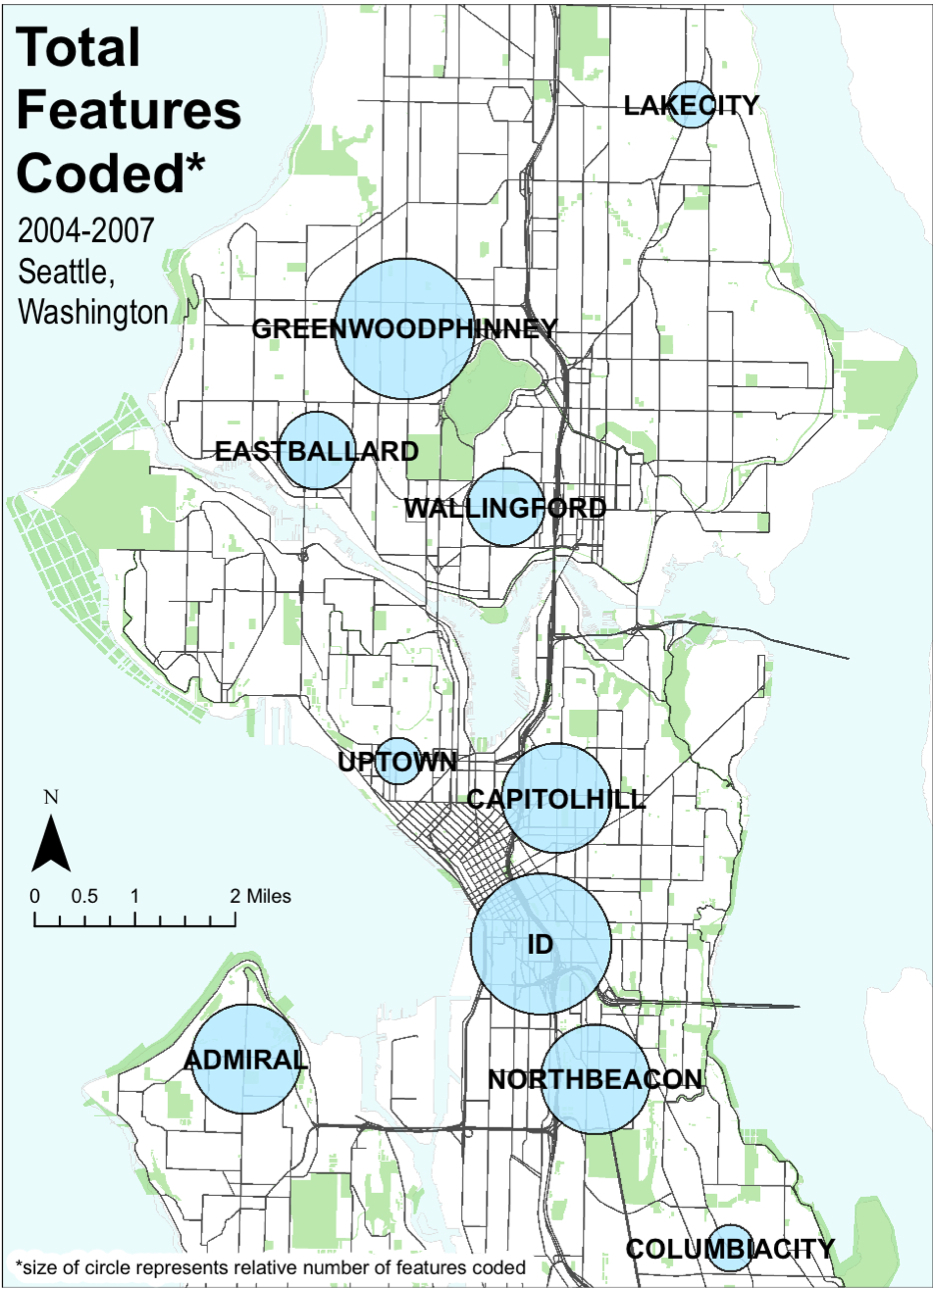 Total
Features
Coded*
2004-2007
Seattle,
Washington
LAKECITY
GREENWOODPHINNEY
EASTBALLARD
WALLINGFORD
UPTOWN
CAPITOLHILL
N
0 0.5 1 2 Miles
ID
ADMIRAL
NORTHBEACON
COLUMBIACITY
*size of circle represents relative number of features coded